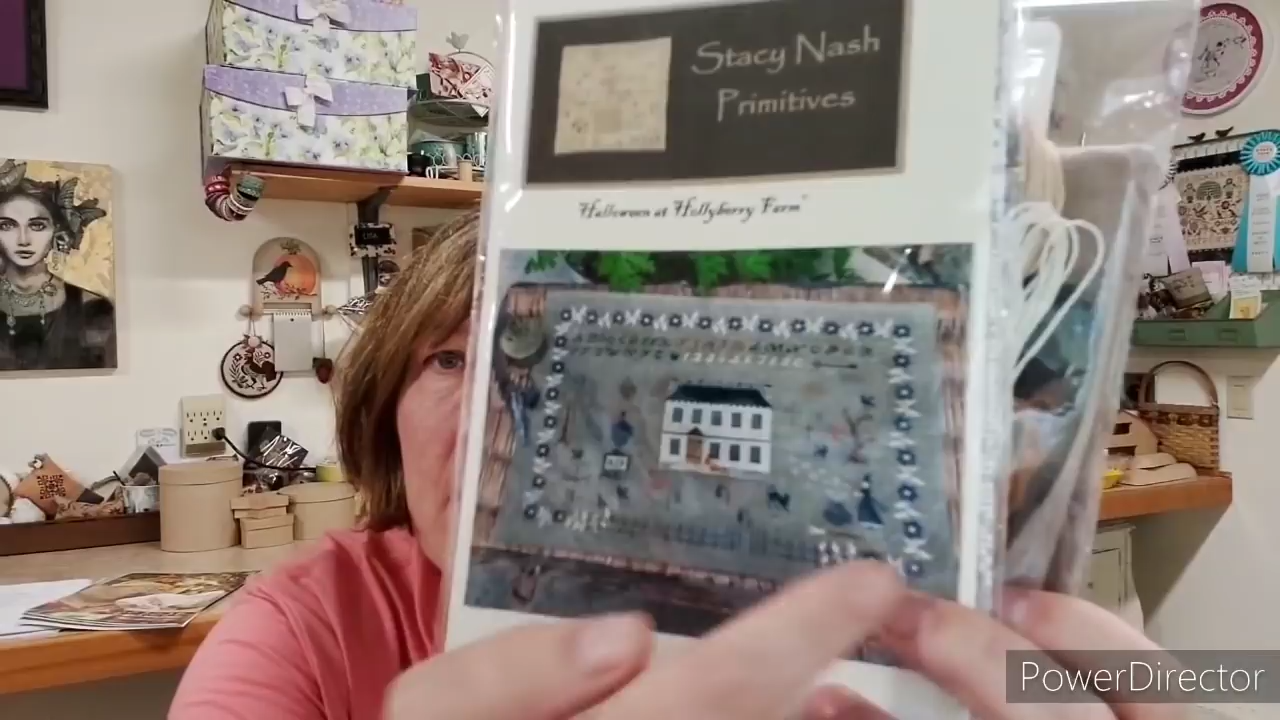 Stacy Nash
Primitives
"Halloween at Hollyberry Farm"
PowerDirector